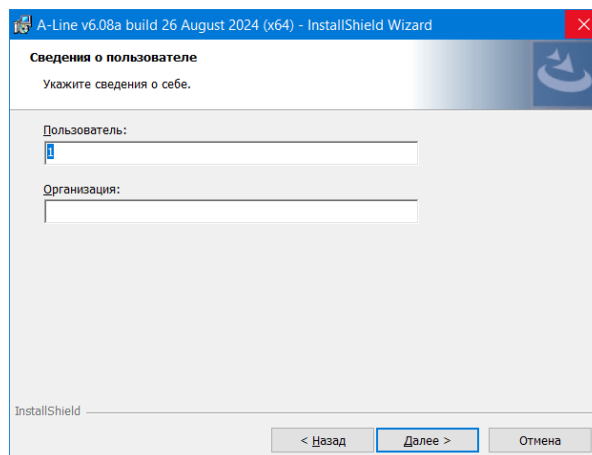 A-Line v6.08a build 26 August 2024 (x64) - InstallShield Wizard
Сведения о пользователе
Укажите сведения о себе.
Пользователь:
1
Организация:
InstallShield
< Назад Далее > Отмена